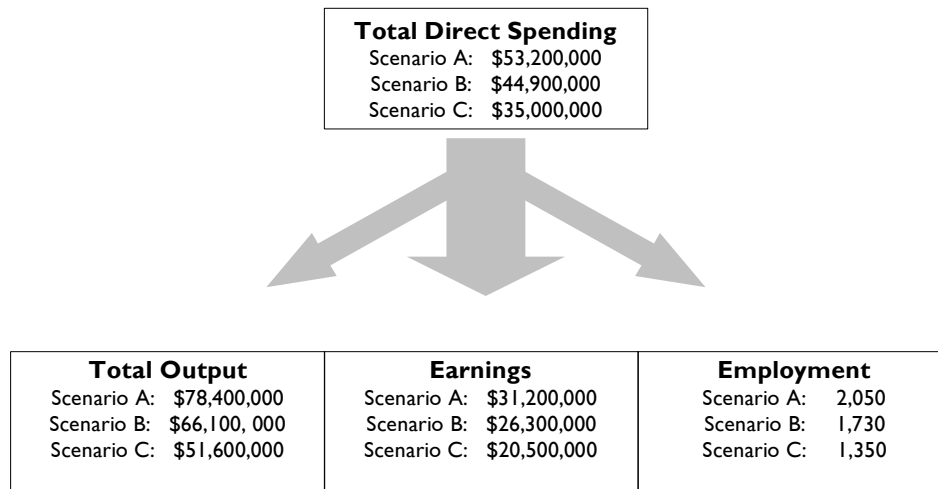 Total Direct Spending
Scenario A: $53,200,000
Scenario B: $44,900,000
Scenario C: $35,000,000
Total Output
Scenario A: $78,400,000
Scenario B: $66,100, 000
Scenario C: $51,600,000
Earnings
Scenario A: $31,200,000
Scenario B: $26,300,000
Scenario C: $20,500,000
Employment
Scenario A: 2,050
Scenario B: 1,730
Scenario C: 1,350